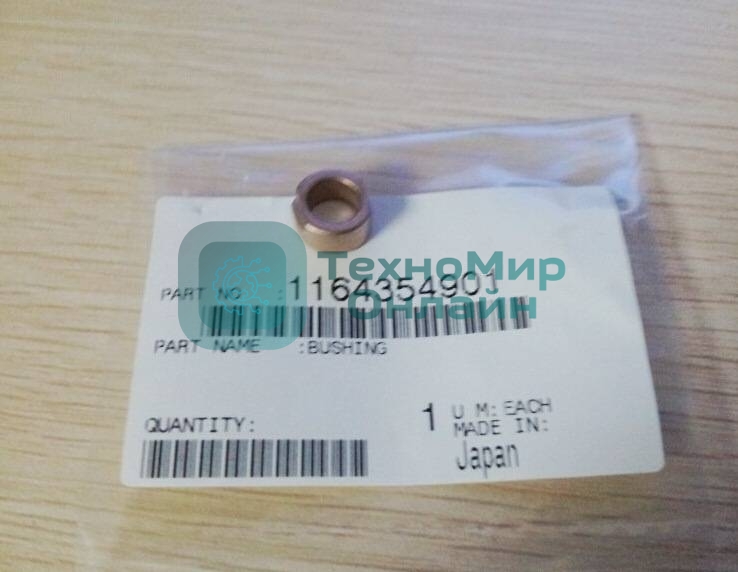 ТехноМир
Онлайн
PART NO. :1164354901
PART NAME :BUSHING
QUANTITY: 1 U M: EACH
MADE IN:
Japan